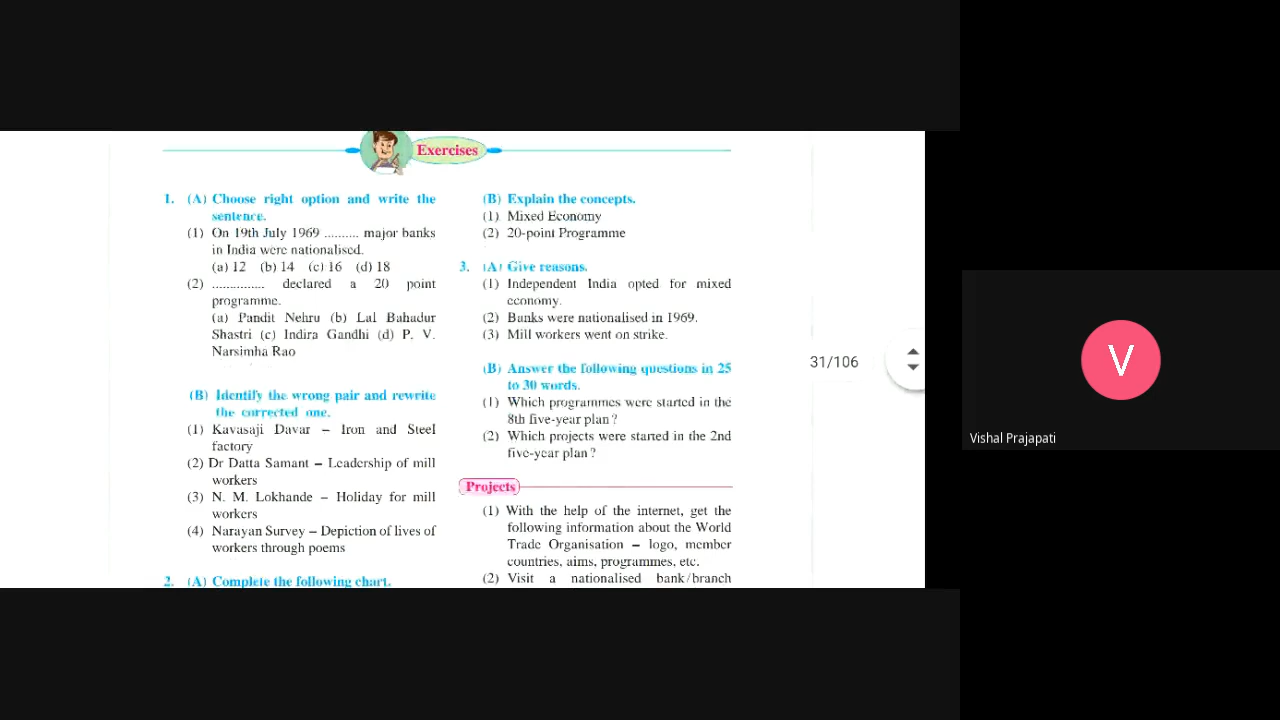 Exercises
1. (A) Choose right option and write the
sentence.
(1) On 19th July 1969 .......... major banks
in India were nationalised.
(a) 12 (b) 14 (c) 16 (d) 18
(2) ............... declared a 20 point
programme.
(a) Pandit Nehru (b) Lal Bahadur
Shastri (c) Indira Gandhi (d) P. V.
Narsimha Rao
(B) Identify the wrong pair and rewrite
the corrected one.
(1) Kavasaji Davar – Iron and Steel
factory
(2) Dr Datta Samant – Leadership of mill
workers
(3) N. M. Lokhande – Holiday for mill
workers
(4) Narayan Survey – Depiction of lives of
workers through poems
2. (A) Complete the following chart.
(B) Explain the concepts.
(1) Mixed Economy
(2) 20-point Programme
3. (A) Give reasons.
(1) Independent India opted for mixed
economy.
(2) Banks were nationalised in 1969.
(3) Mill workers went on strike.
(B) Answer the following questions in 25
to 30 words.
(1) Which programmes were started in the
8th five-year plan?
(2) Which projects were started in the 2nd
five-year plan?
Projects
(1) With the help of the internet, get the
following information about the World
Trade Organisation – logo, member
countries, aims, programmes, etc.
(2) Visit a nationalised bank/branch
31/106
V
Vishal Prajapati